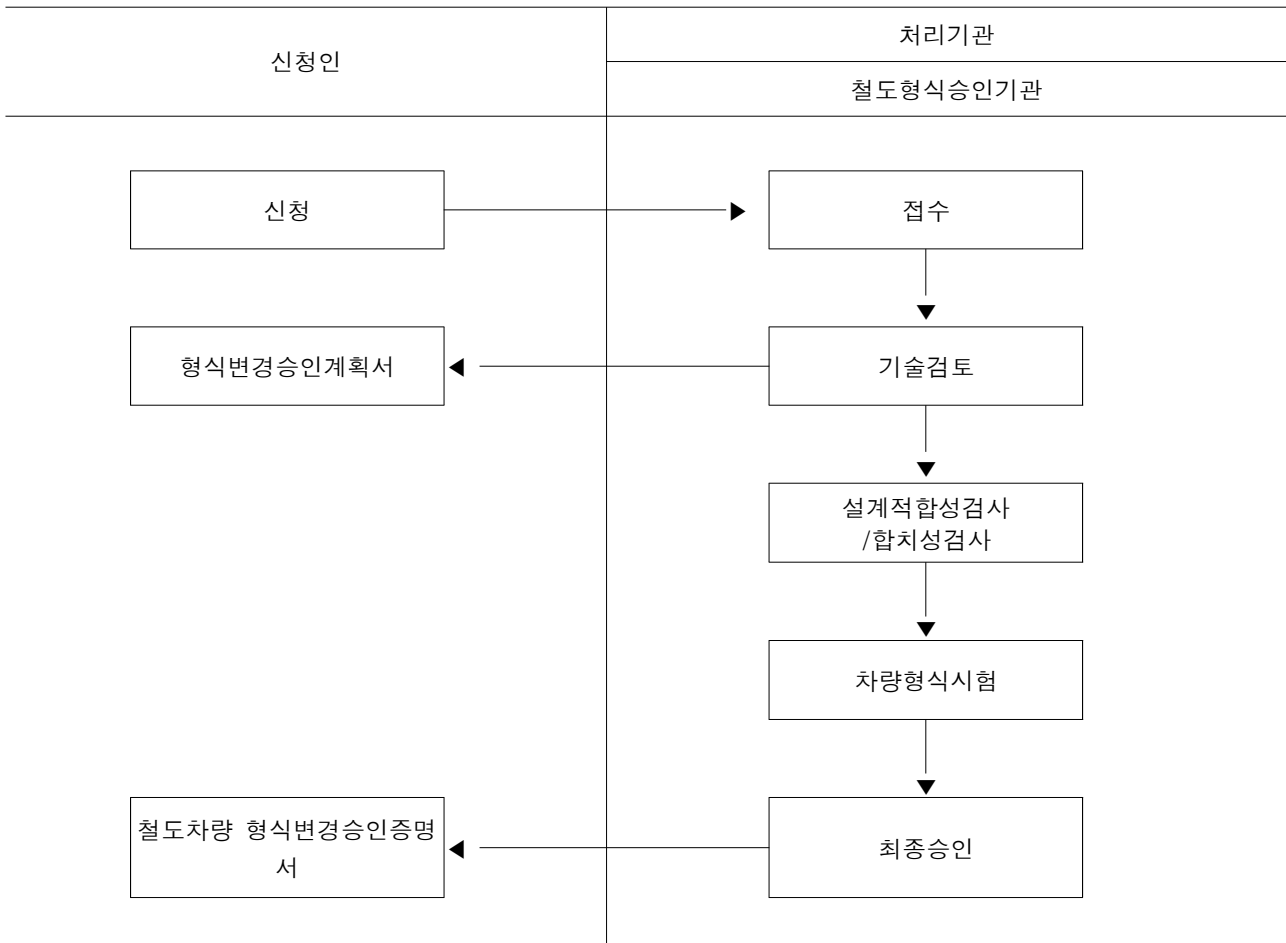 신청인
처리기관
철도형식승인기관
신청
접수
형식변경승인계획서
기술검토
설계적합성검사
/합치성검사
차량형식시험
철도차량 형식변경승인증명
서
최종승인